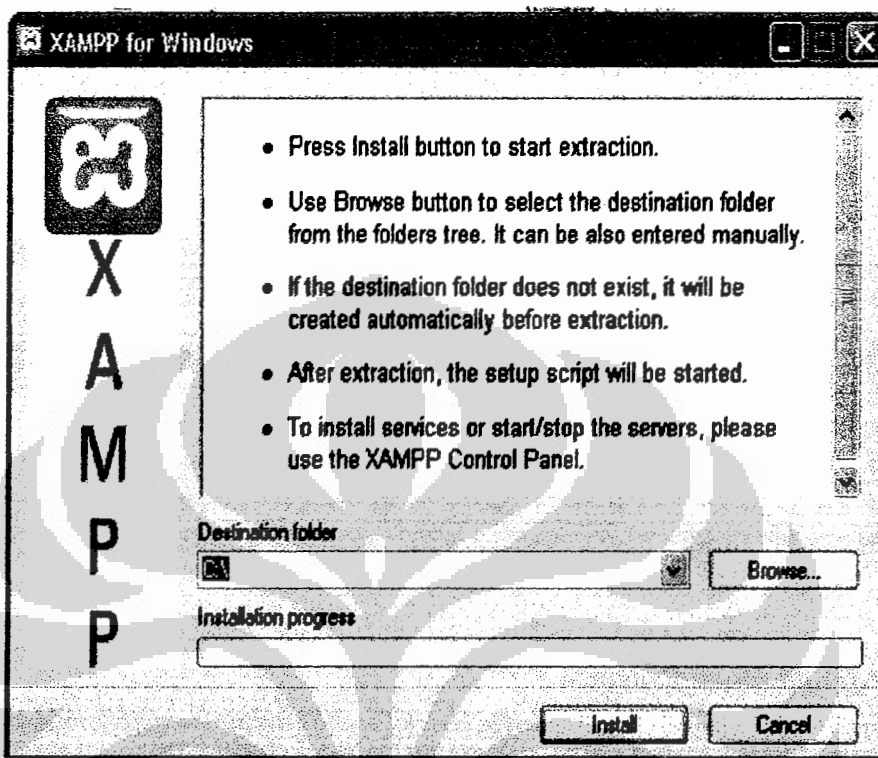 XAMPP for Windows
X
A
M
P
P
• Press Install button to start extraction.
• Use Browse button to select the destination folder
from the folders tree. It can be also entered manually.
• If the destination folder does not exist, it will be
created automatically before extraction.
• After extraction, the setup script will be started.
• To install services or start/stop the servers, please
use the XAMPP Control Panel.
Destination folder
Browse...
Installation progress
Install
Cancel